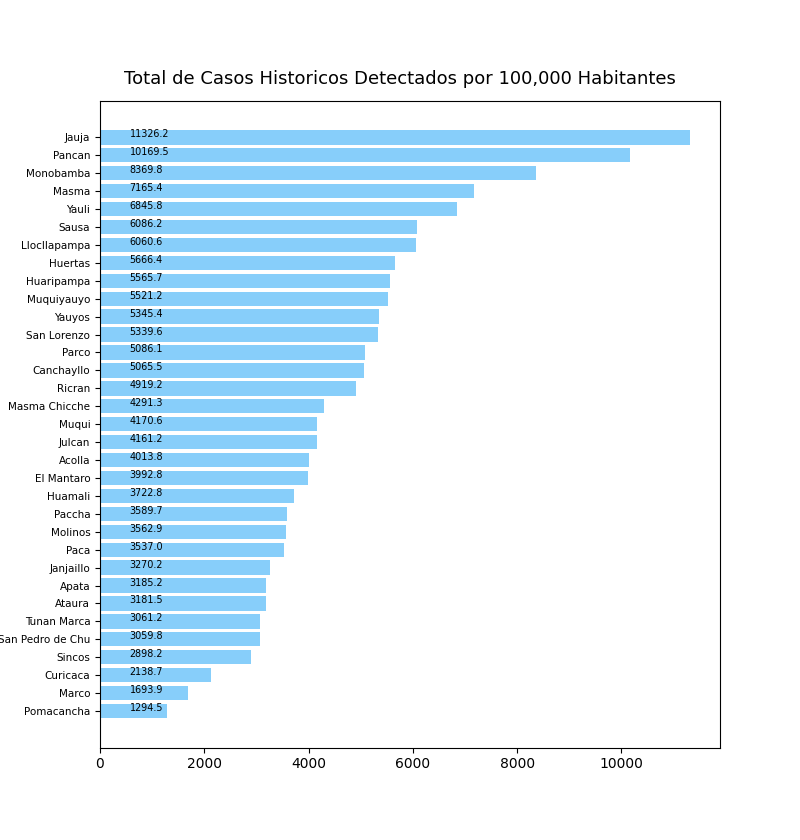 Total de Casos Historicos Detectados por 100,000 Habitantes
Jauja 11326.2
Pancan 10169.5
Monobamba 8369.8
Masma 7165.4
Yauli 6845.8
Sausa 6086.2
Llocllapampa 6060.6
Huertas 5666.4
Huaripampa 5565.7
Muquiyauyo 5521.2
Yauyos 5345.4
San Lorenzo 5339.6
Parco 5086.1
Canchayllo 5065.5
Ricran 4919.2
Masma Chicche 4291.3
Muqui 4170.6
Julcan 4161.2
Acolla 4013.8
El Mantaro 3992.8
Huamali 3722.8
Paccha 3589.7
Molinos 3562.9
Paca 3537.0
Janjaillo 3270.2
Apata 3185.2
Ataura 3181.5
Tunan Marca 3061.2
San Pedro de Chu 3059.8
Sincos 2898.2
Curicaca 2138.7
Marco 1693.9
Pomacancha 1294.5
0 2000 4000 6000 8000 10000